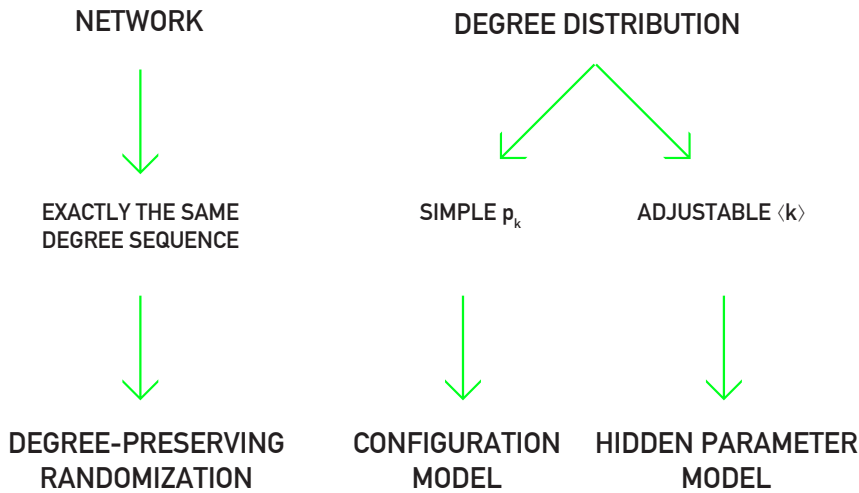 NETWORK
DEGREE DISTRIBUTION
EXACTLY THE SAME
DEGREE SEQUENCE
SIMPLE pₖ
ADJUSTABLE ⟨k⟩
DEGREE-PRESERVING
RANDOMIZATION
CONFIGURATION
MODEL
HIDDEN PARAMETER
MODEL